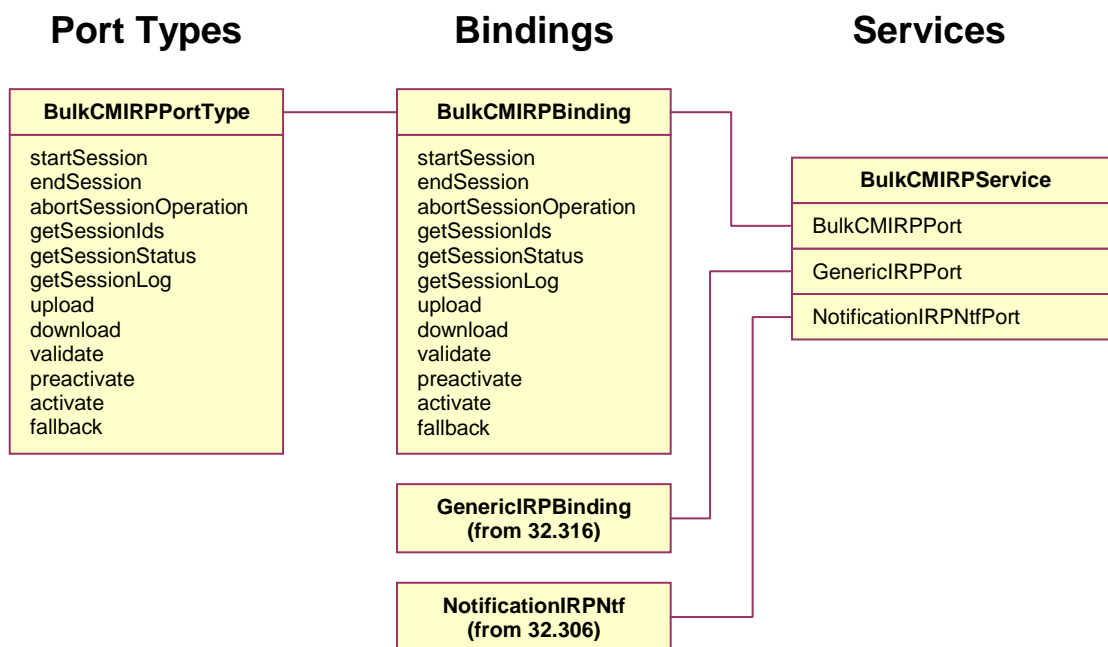 Port Types
Bindings
Services
BulkCMIRPPortType
startSession
endSession
abortSessionOperation
getSessionIds
getSessionStatus
getSessionLog
upload
download
validate
preactivate
activate
fallback
BulkCMIRPBinding
startSession
endSession
abortSessionOperation
getSessionIds
getSessionStatus
getSessionLog
upload
download
validate
preactivate
activate
fallback
GenericIRPBinding
(from 32.316)
NotificationIRPNtf
(from 32.306)
BulkCMIRPService
BulkCMIRPPort
GenericIRPPort
NotificationIRPNtfPort